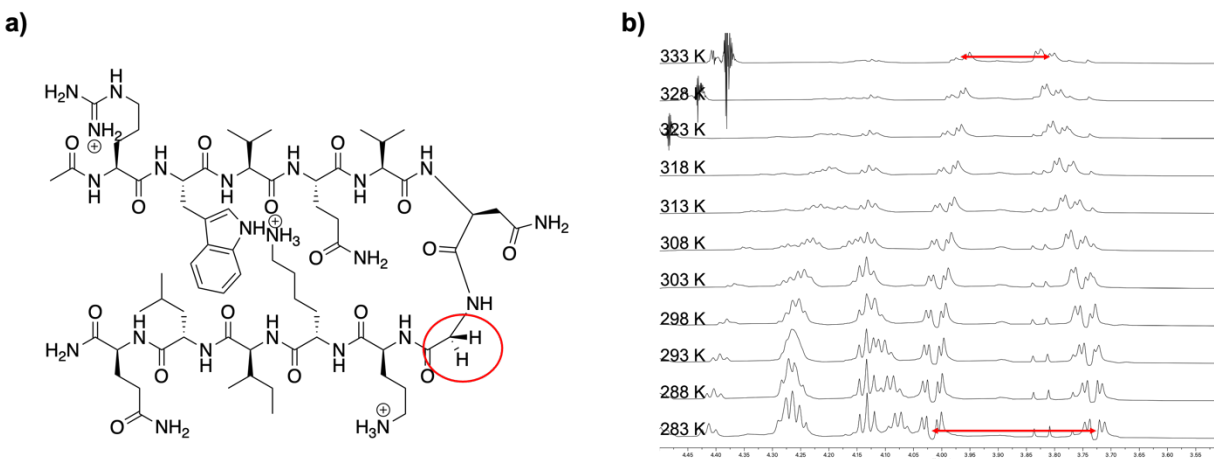 a)
H
H₂N N
NH₂
O ⊕ O H O H O
N N N N N N NH
H H H
O O O
NH NH₃ ⊕
O NH₂
O O NH₂
NH
O O O O H
H₂N N N N N N N H
H H H O
O O O
O NH₂
H₃N ⊕
b)
333 K
328 K
323 K
318 K
313 K
308 K
303 K
298 K
293 K
288 K
283 K
4.45 4.40 4.35 4.30 4.25 4.20 4.15 4.10 4.05 4.00 3.95 3.90 3.85 3.80 3.75 3.70 3.65 3.60 3.55